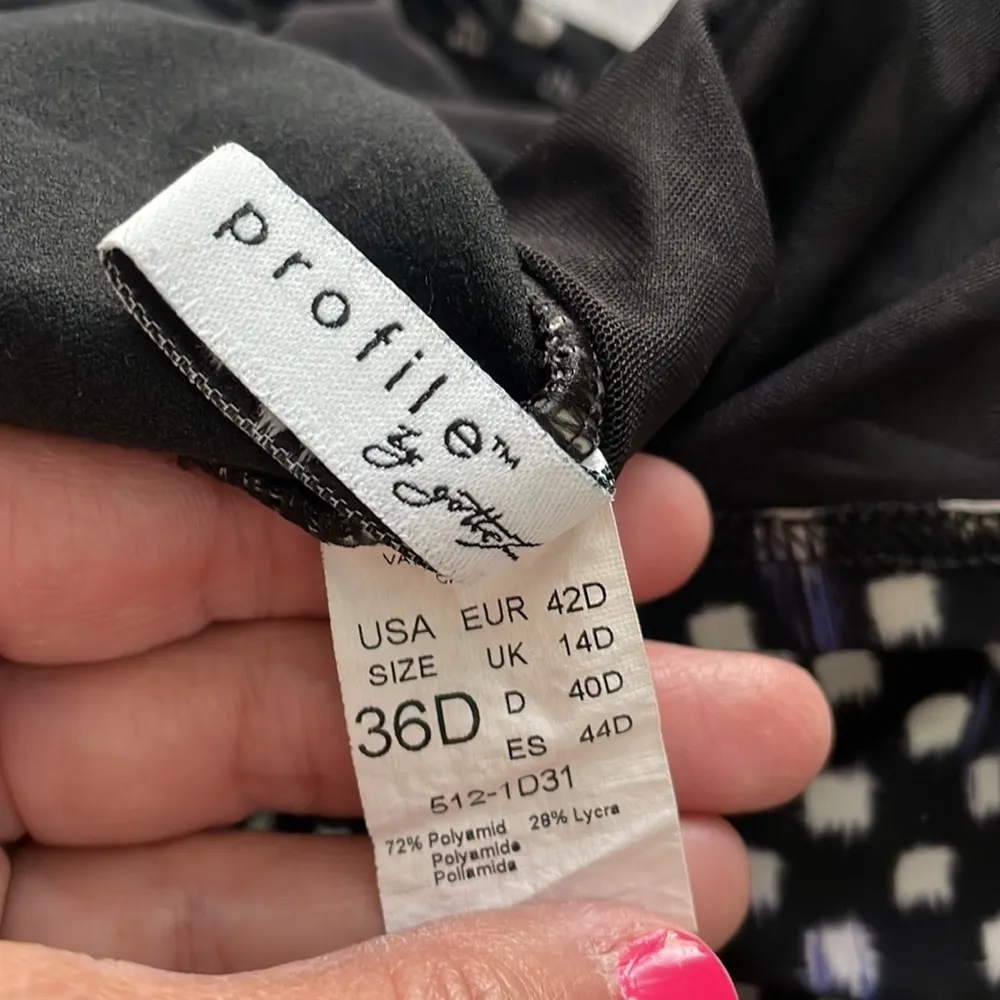 profile™
by gottex
USA EUR 42D
SIZE UK 14D
36D D 40D
ES 44D
512-1D31
72% Polyamid 28% Lycra
Polyamide
Poliamida